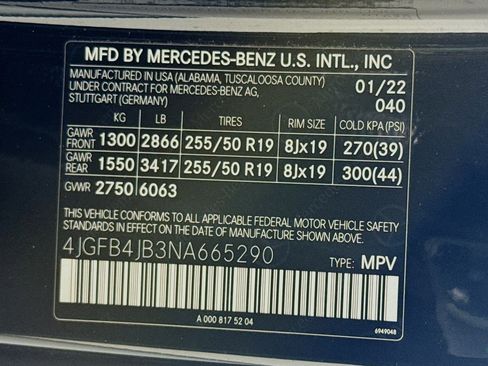 MFD BY MERCEDES-BENZ U.S. INTL., INC
MANUFACTURED IN USA (ALABAMA, TUSCALOOSA COUNTY) 01/22
UNDER CONTRACT FOR MERCEDES-BENZ AG, 040
STUTTGART (GERMANY)
KG LB TIRES RIM SIZE COLD KPA (PSI)
GAWR FRONT 1300 2866 255/50 R19 8Jx19 270(39)
GAWR REAR 1550 3417 255/50 R19 8Jx19 300(44)
GVWR 2750 6063
THIS VEHICLE CONFORMS TO ALL APPLICABLE FEDERAL MOTOR VEHICLE SAFETY
STANDARDS IN EFFECT ON THE DATE OF MANUFACTURE SHOWN ABOVE
4JGFB4JB3NA665290 TYPE: MPV
A 000 817 52 04
6949048